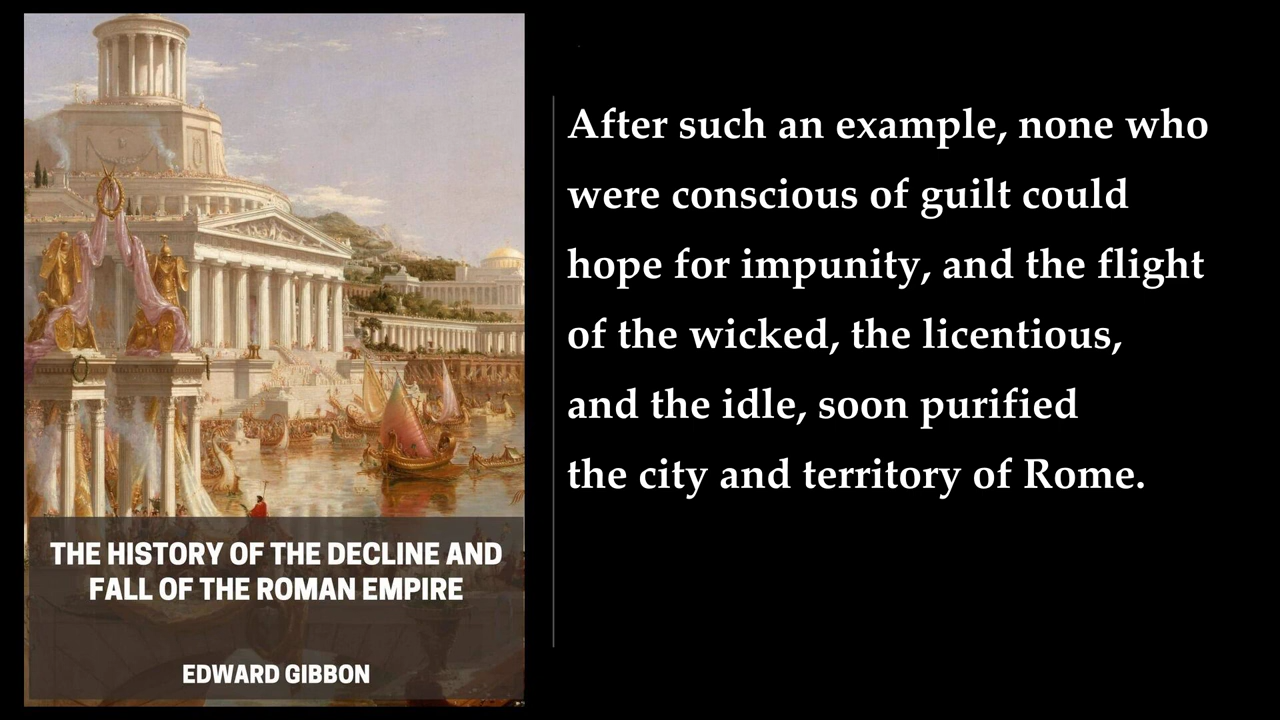 THE HISTORY OF THE DECLINE AND
FALL OF THE ROMAN EMPIRE
EDWARD GIBBON
After such an example, none who
were conscious of guilt could
hope for impunity, and the flight
of the wicked, the licentious,
and the idle, soon purified
the city and territory of Rome.